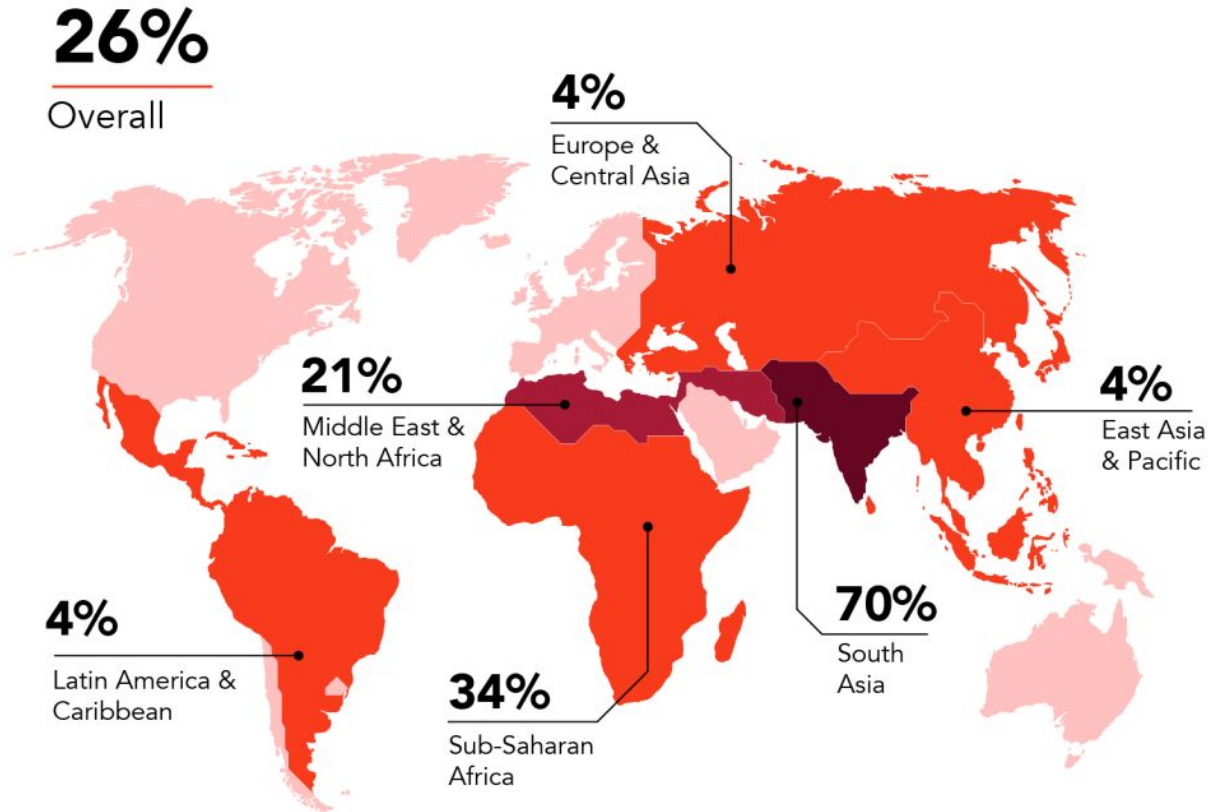 26%
Overall
4%
Europe &
Central Asia
21%
Middle East &
North Africa
4%
East Asia
& Pacific
4%
Latin America &
Caribbean
34%
Sub-Saharan
Africa
70%
South
Asia